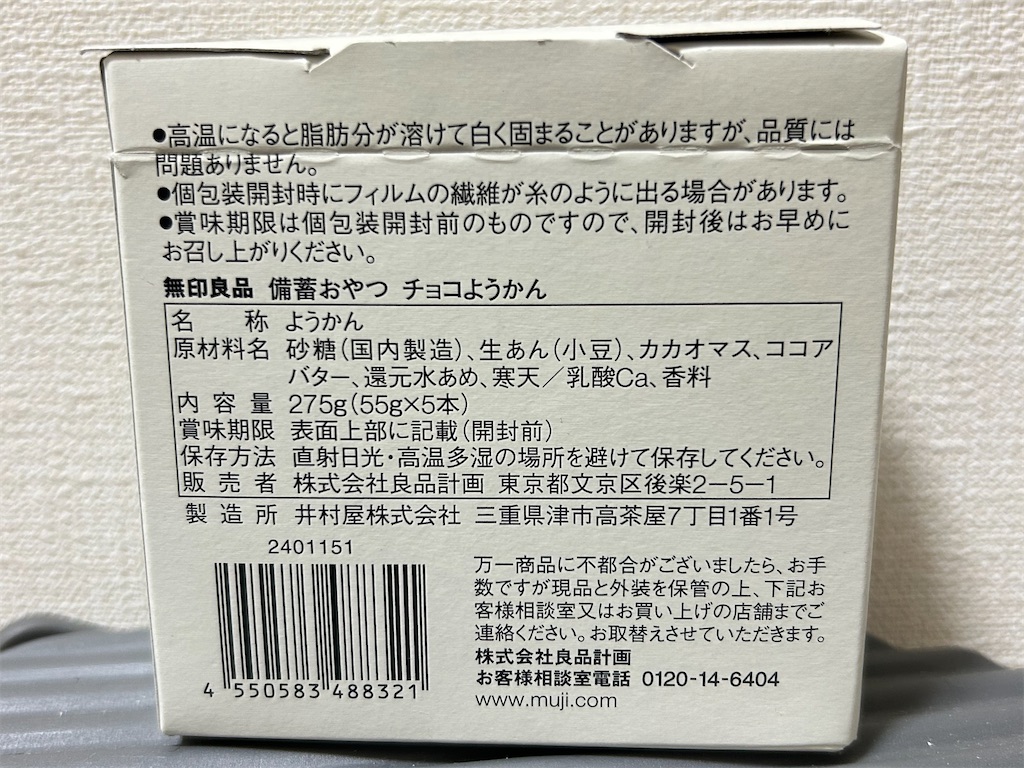 ●高温になると脂肪分が溶けて白く固まることがありますが、品質には
問題ありません。
●個包装開封時にフィルムの繊維が糸のように出る場合があります。
●賞味期限は個包装開封前のものですので、開封後はお早めに
お召し上がりください。
無印良品 備蓄おやつ チョコようかん
名称 ようかん
原材料名 砂糖(国内製造)、生あん(小豆)、カカオマス、ココア
バター、還元水あめ、寒天／乳酸Ca、香料
内容量 275g(55g×5本)
賞味期限 表面上部に記載(開封前)
保存方法 直射日光・高温多湿の場所を避けて保存してください。
販売者 株式会社良品計画 東京都文京区後楽2−5−1
製造所 井村屋株式会社 三重県津市高茶屋7丁目1番1号
2401151
4 550583 488321
万一商品に不都合がございましたら、お手
数ですが現品と外装を保管の上、下記お
客様相談室又はお買い上げの店舗までご
連絡ください。お取替えさせていただきます。
株式会社良品計画
お客様相談室電話 0120-14-6404
www.muji.com